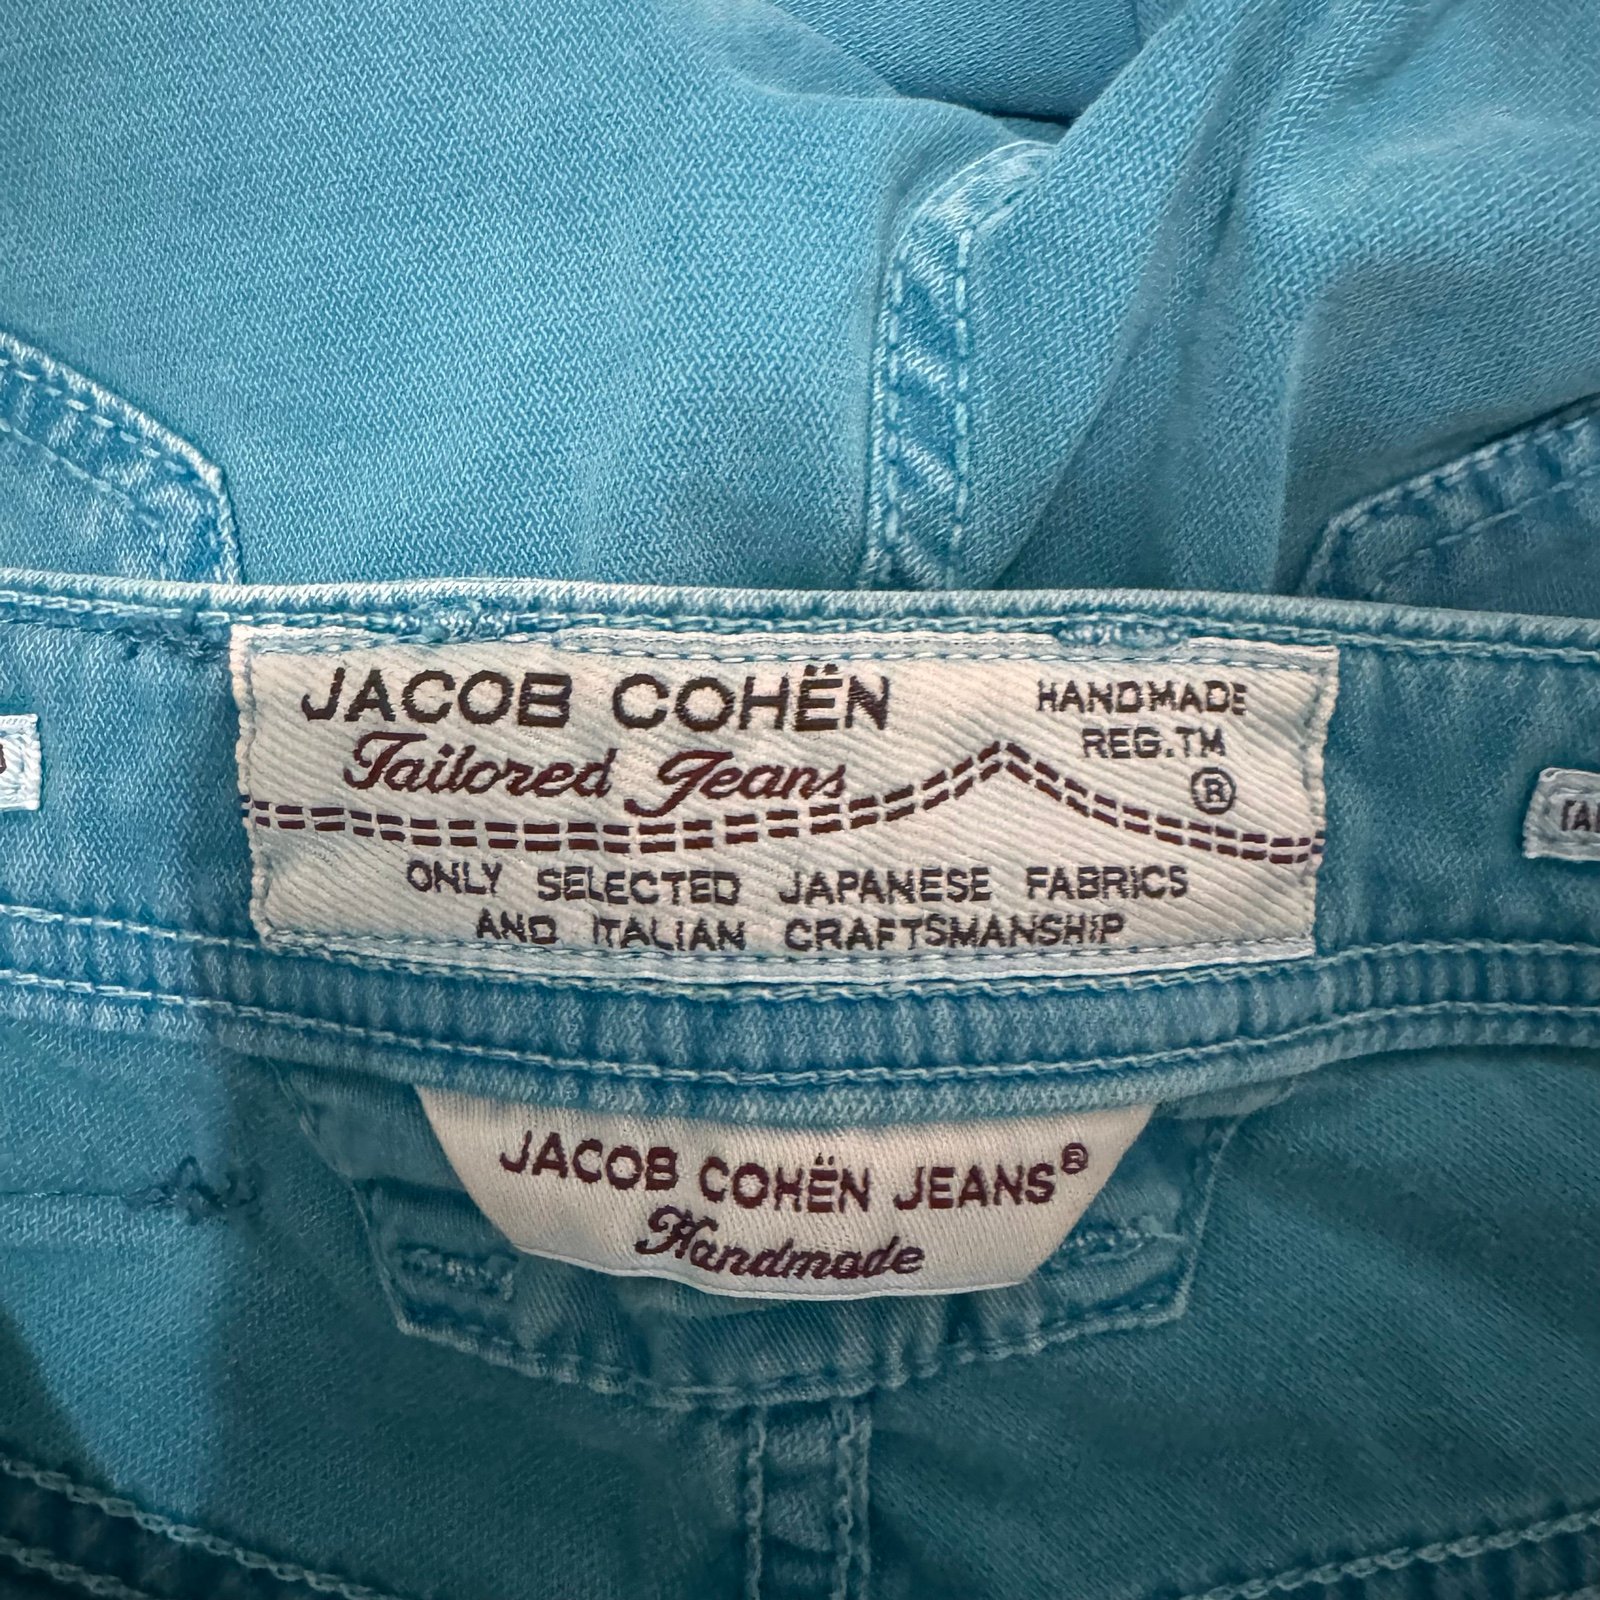 JACOB COHËN
Tailored Jeans
HANDMADE
REG.TM
®
ONLY SELECTED JAPANESE FABRICS
AND ITALIAN CRAFTSMANSHIP
JACOB COHËN JEANS®
Handmade